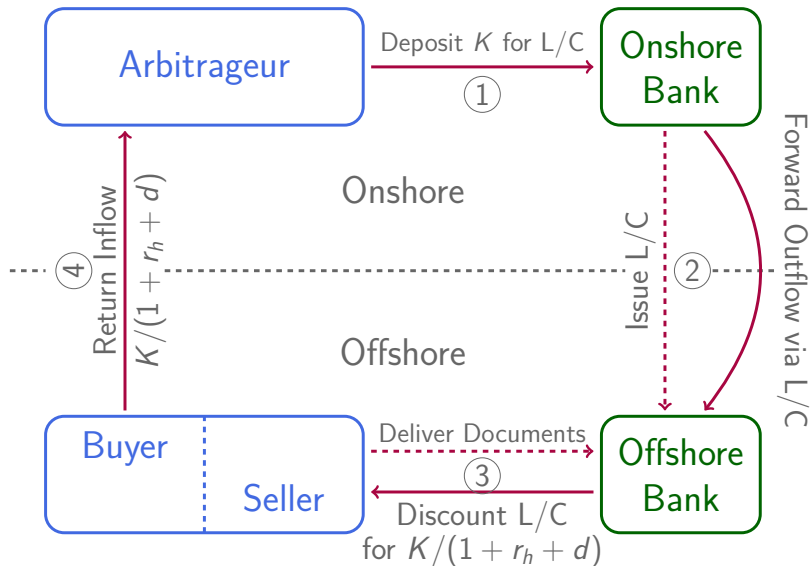 Arbitrageur
Deposit K for L/C
①
Onshore
Bank
Onshore
④
Return Inflow
K/(1 + r_h + d)
Issue L/C
②
Forward Outflow via L/C
Offshore
Buyer
Seller
Deliver Documents
③
Discount L/C
for K/(1 + r_h + d)
Offshore
Bank